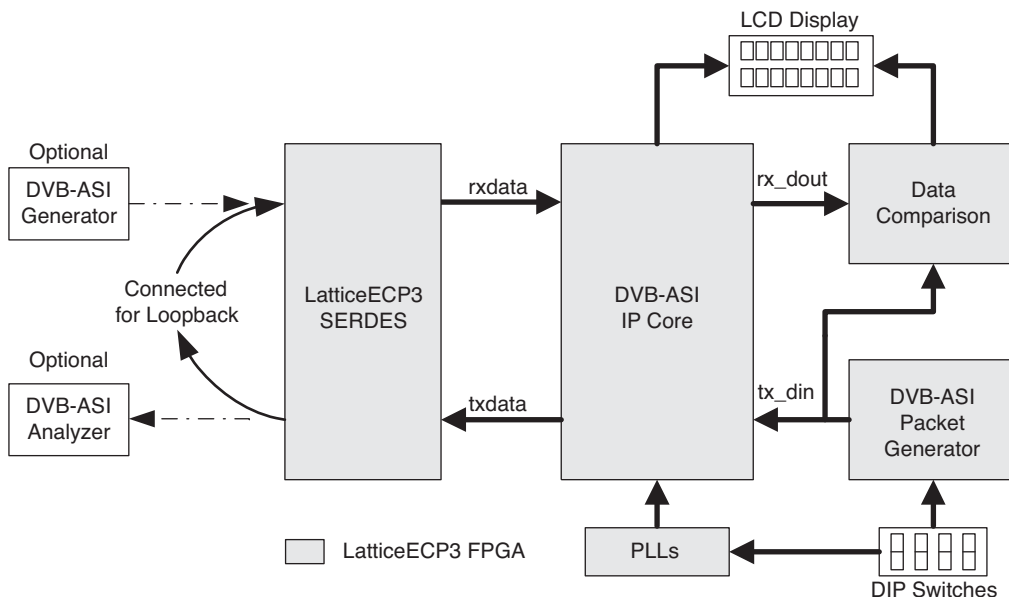 LCD Display
Optional
DVB-ASI
Generator
rxdata
rx_dout
Data
Comparison
Connected
for Loopback
LatticeECP3
SERDES
DVB-ASI
IP Core
Optional
DVB-ASI
Analyzer
txdata
tx_din
DVB-ASI
Packet
Generator
LatticeECP3 FPGA
PLLs
DIP Switches